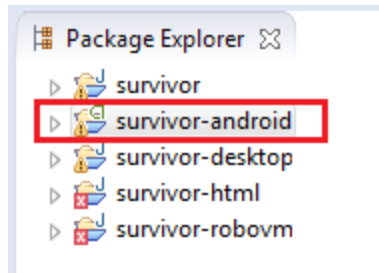 Package Explorer
survivor
survivor-android
survivor-desktop
survivor-html
survivor-robovm